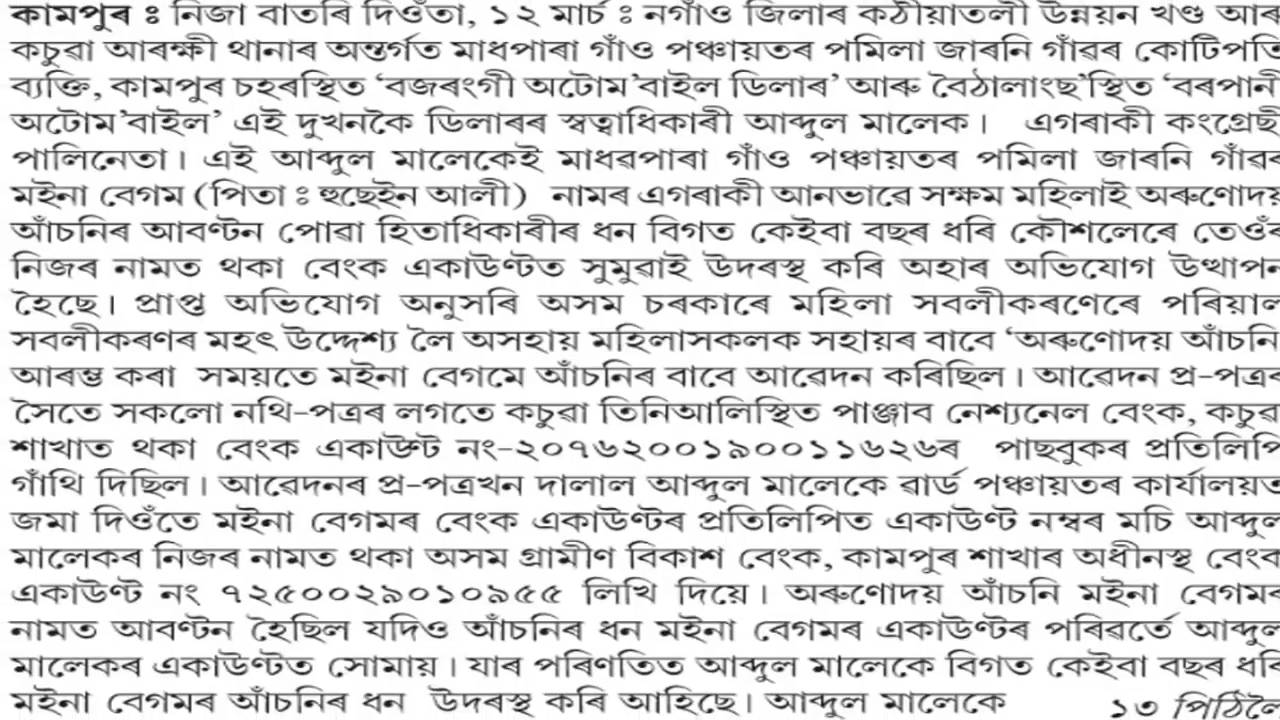 কামপুৰ : নিজা বাতৰি দিওঁতা, ১২ মাৰ্চ : নগাঁও জিলাৰ কঠীয়াতলী উন্নয়ন খণ্ড আৰু
কচুৱা আৰক্ষী থানাৰ অন্তৰ্গত মাধপাৰা গাঁও পঞ্চায়তৰ পমিলা জাৰনি গাঁৱৰ কোটিপতি
ব্যক্তি, কামপুৰ চহৰস্থিত ‘বজৰংগী অটোম’বাইল ডিলাৰ’ আৰু বৈঠালাংছ’স্থিত ‘বৰপানী
অটোম’বাইল’ এই দুখনকৈ ডিলাৰৰ স্বত্বাধিকাৰী আব্দুল মালেক। এগৰাকী কংগ্ৰেছী
পালিনেতা। এই আব্দুল মালেকেই মাধৱপাৰা গাঁও পঞ্চায়তৰ পমিলা জাৰনি গাঁৱৰ
মইনা বেগম (পিতা : হুছেইন আলী) নামৰ এগৰাকী আনভাৱে সক্ষম মহিলাই অৰুণোদয়
আঁচনিৰ আবণ্টন পোৱা হিতাধিকাৰীৰ ধন বিগত কেইবা বছৰ ধৰি কৌশলেৰে তেওঁৰ
নিজৰ নামত থকা বেংক একাউণ্টত সুমুৱাই উদৰস্থ কৰি অহাৰ অভিযোগ উত্থাপন
হৈছে। প্ৰাপ্ত অভিযোগ অনুসৰি অসম চৰকাৰে মহিলা সবলীকৰণেৰে পৰিয়াল
সবলীকৰণৰ মহৎ উদ্দেশ্য লৈ অসহায় মহিলাসকলক সহায়ৰ বাবে ‘অৰুণোদয় আঁচনি’
আৰম্ভ কৰা সময়তে মইনা বেগমে আঁচনিৰ বাবে আৱেদন কৰিছিল। আৱেদন প্ৰ-পত্ৰৰ
সৈতে সকলো নথি-পত্ৰৰ লগতে কচুৱা তিনিআলিস্থিত পাঞ্জাব নেশ্যনেল বেংক, কচুৱা
শাখাত থকা বেংক একাউণ্ট নং-২০৭৬২০০১৯০০১১৬২৬ৰ পাছবুকৰ প্ৰতিলিপি
গাঁথি দিছিল। আৱেদনৰ প্ৰ-পত্ৰখন দালাল আব্দুল মালেকে ৱাৰ্ড পঞ্চায়তৰ কাৰ্যালয়ত
জমা দিওঁতে মইনা বেগমৰ বেংক একাউণ্টৰ প্ৰতিলিপিত একাউণ্ট নম্বৰ মচি আব্দুল
মালেকৰ নিজৰ নামত থকা অসম গ্ৰামীণ বিকাশ বেংক, কামপুৰ শাখাৰ অধীনস্থ বেংক
একাউণ্ট নং ৭২৫০০২৯০১০৯৫৫ লিখি দিয়ে। অৰুণোদয় আঁচনি মইনা বেগমৰ
নামত আবণ্টন হৈছিল যদিও আঁচনিৰ ধন মইনা বেগমৰ একাউণ্টৰ পৰিৱৰ্তে আব্দুল
মালেকৰ একাউণ্টত সোমায়। যাৰ পৰিণতিত আব্দুল মালেকে বিগত কেইবা বছৰ ধৰি
মইনা বেগমৰ আঁচনিৰ ধন উদৰস্থ কৰি আহিছে। আব্দুল মালেকে ১৩ পিঠিলৈ